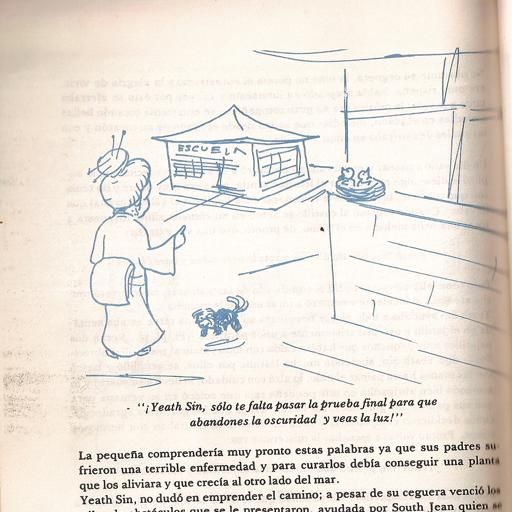 ESCUELA
- "¡Yeath Sin, sólo te falta pasar la prueba final para que
abandones la oscuridad y veas la luz!"
La pequeña comprendería muy pronto estas palabras ya que sus padres su-
frieron una terrible enfermedad y para curarlos debía conseguir una planta
que los aliviara y que crecía al otro lado del mar.
Yeath Sin, no dudó en emprender el camino; a pesar de su ceguera venció los
obstáculos que se le presentaron, ayudada por South Jean quien se